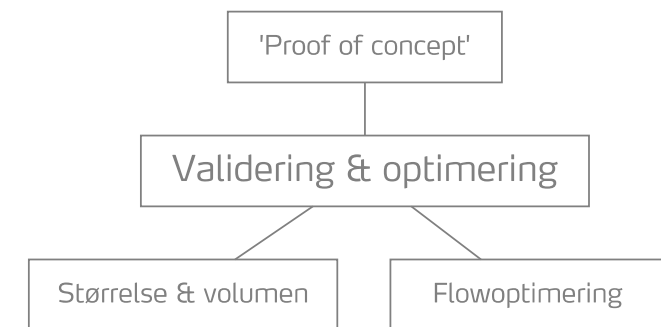 'Proof of concept'
Validering & optimering
Størrelse & volumen
Flowoptimering